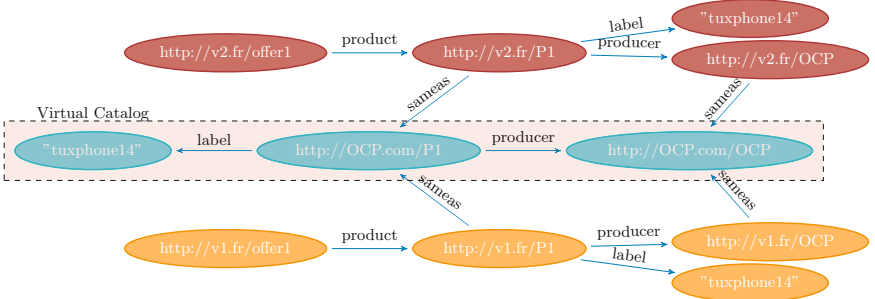 "tuxphone14"
label
product
producer
http://v2.fr/offer1
http://v2.fr/P1
http://v2.fr/OCP
sameas
sameas
Virtual Catalog
label
producer
"tuxphone14"
http://OCP.com/P1
http://OCP.com/OCP
sameas
sameas
product
producer
http://v1.fr/offer1
http://v1.fr/P1
http://v1.fr/OCP
label
"tuxphone14"